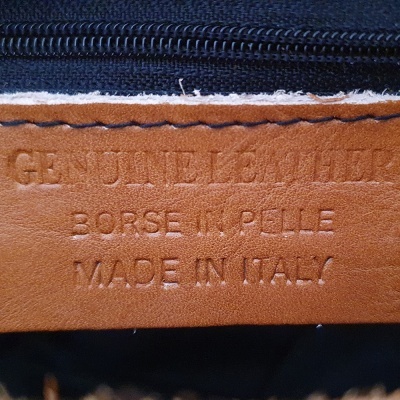 GENUINE LEATHER
BORSE IN PELLE
MADE IN ITALY